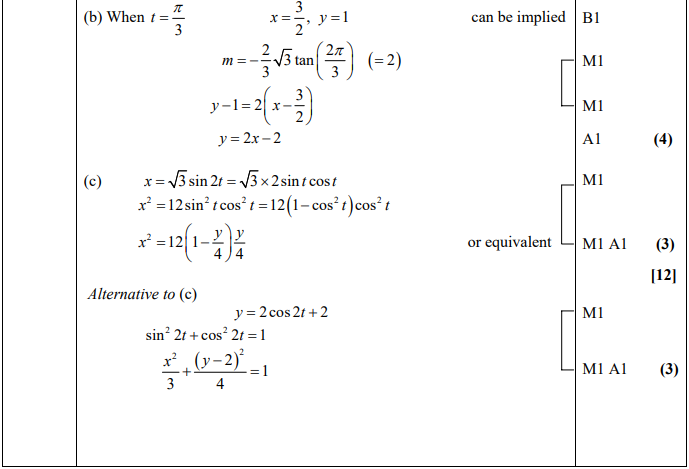 (b) When t = π/3    x = 3/2, y = 1    can be implied    B1
m = −2/3 √3 tan(2π/3) (= 2)    M1
y − 1 = 2(x − 3/2)    M1
y = 2x − 2    A1    (4)
(c)    x = √3 sin 2t = √3 × 2 sin t cos t    M1
x² = 12 sin² t cos² t = 12(1 − cos² t) cos² t
x² = 12(1 − y/4) y/4    or equivalent    M1 A1    (3)
[12]
Alternative to (c)
y = 2 cos 2t + 2    M1
sin² 2t + cos² 2t = 1
x²/3 + (y − 2)²/4 = 1    M1 A1    (3)